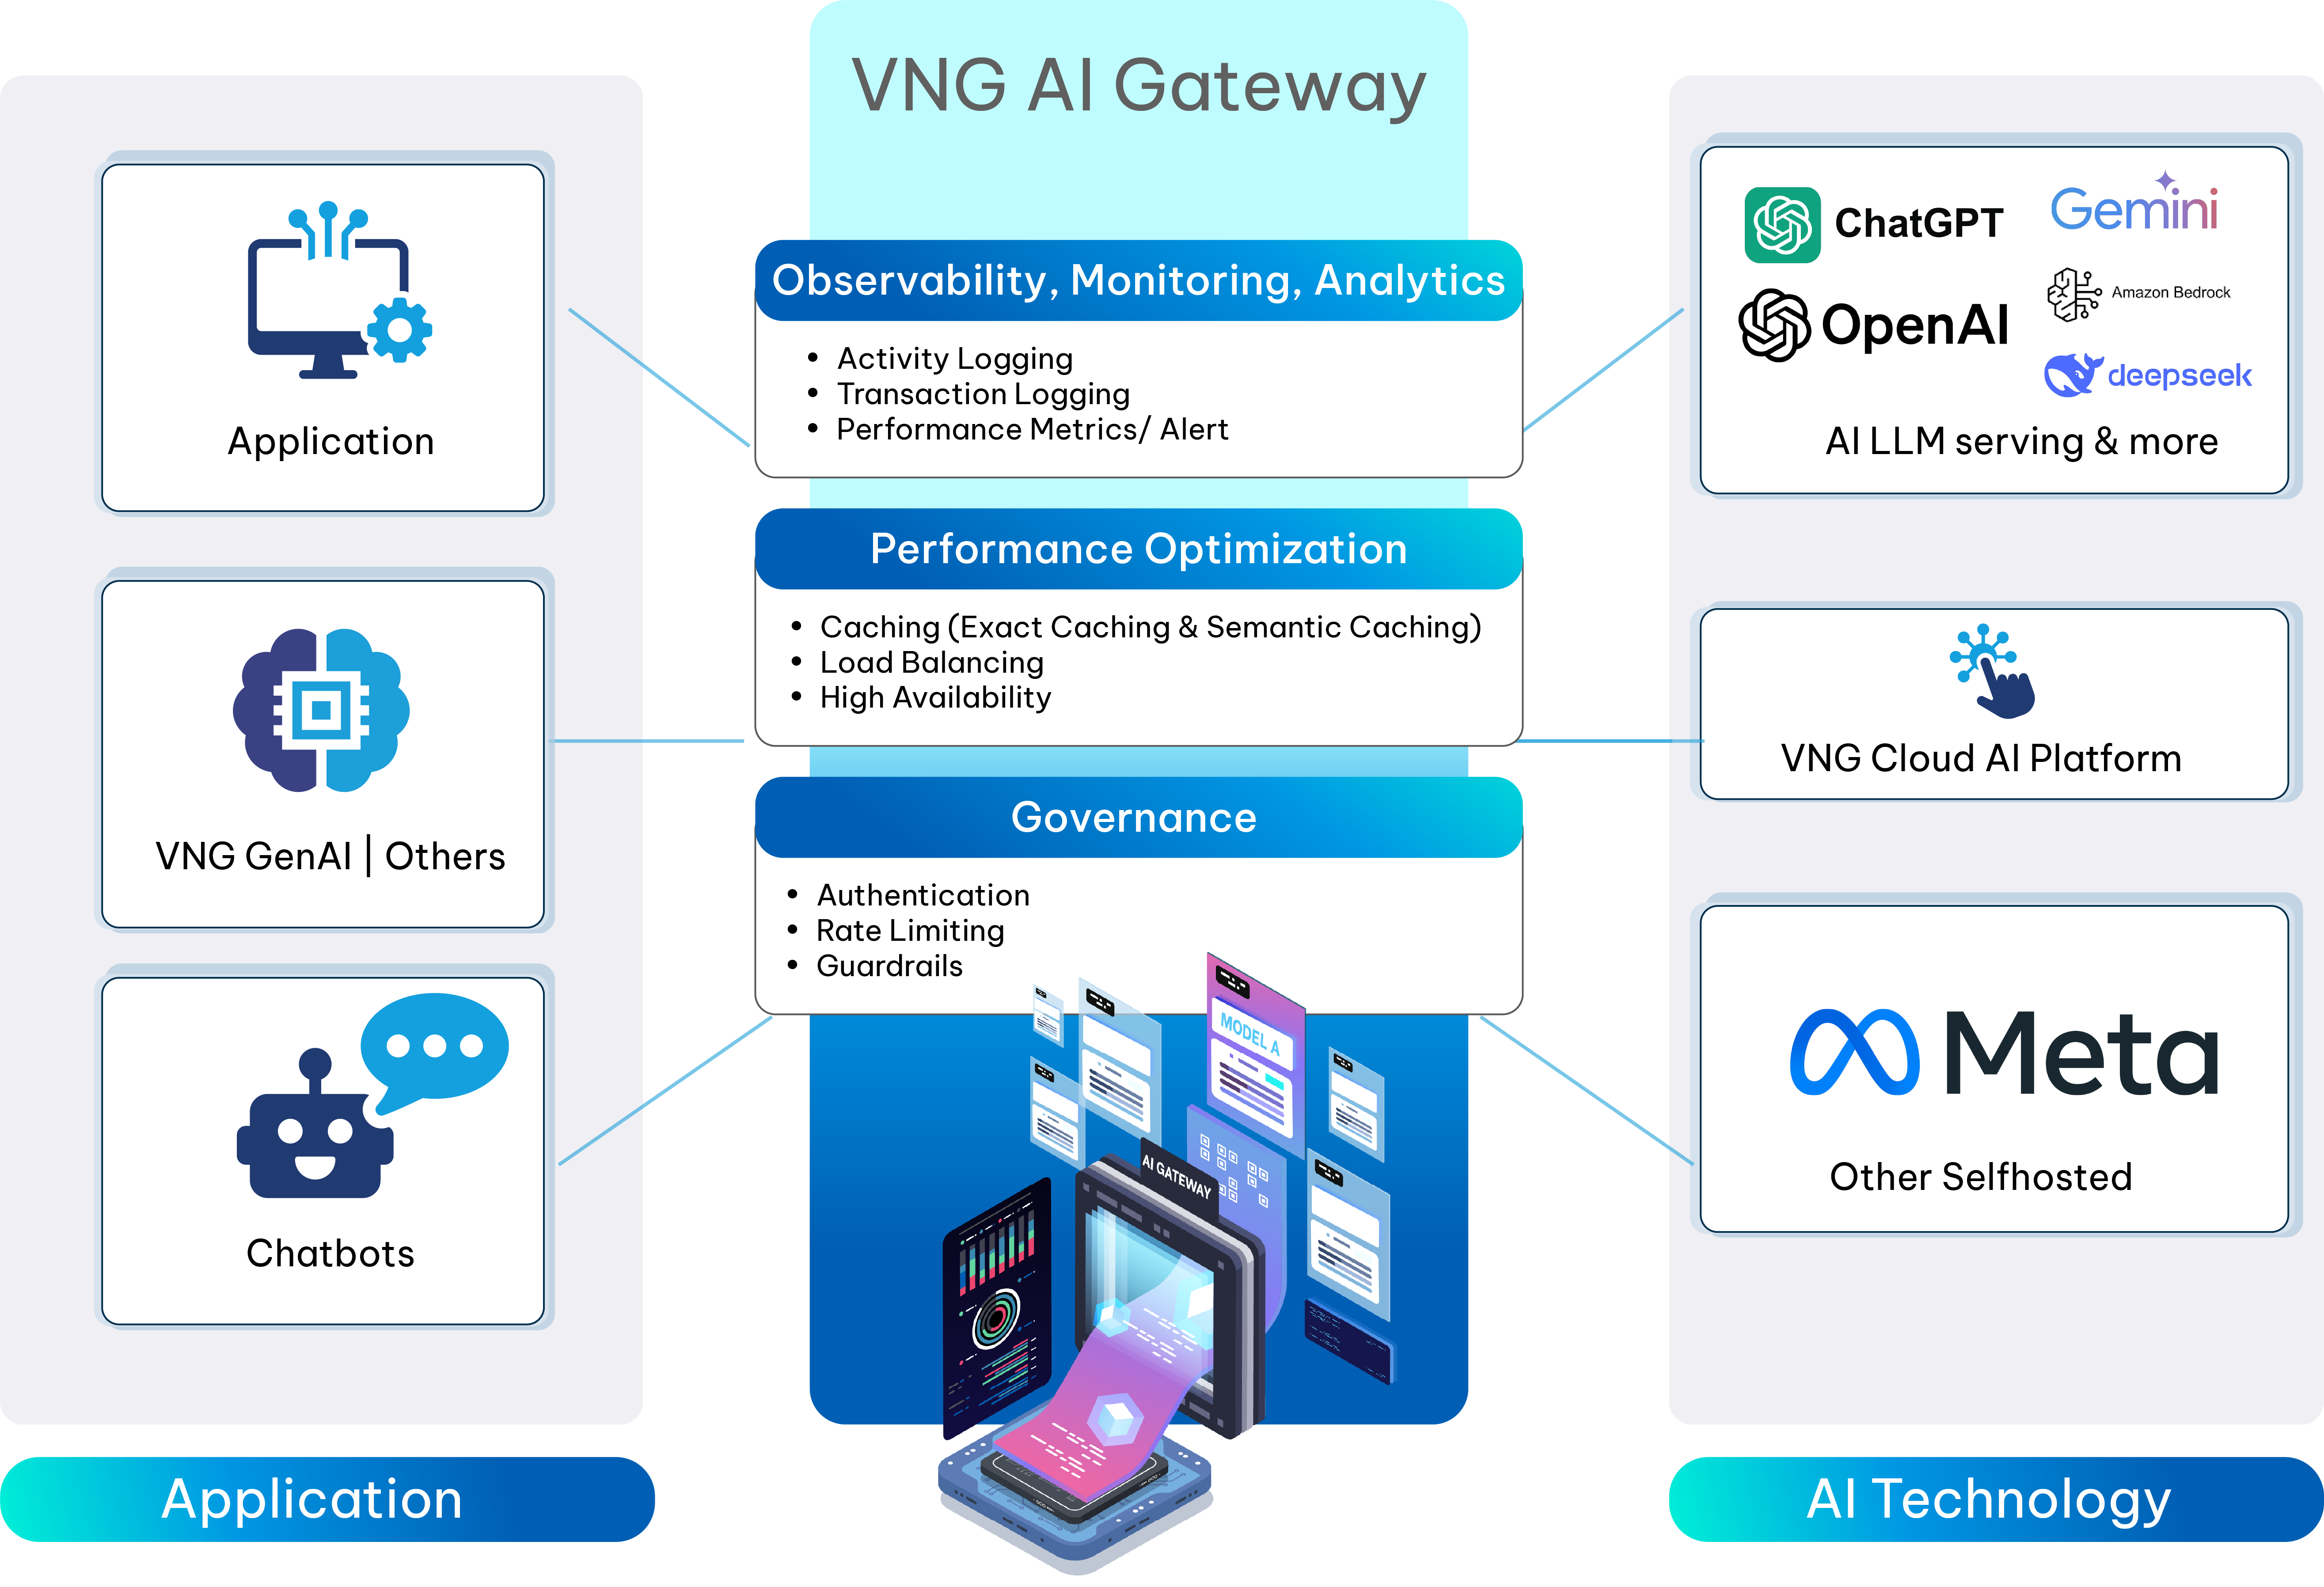 VNG AI Gateway
Application
VNG GenAI | Others
Chatbots
Application
Observability, Monitoring, Analytics
• Activity Logging
• Transaction Logging
• Performance Metrics/ Alert
Performance Optimization
• Caching (Exact Caching & Semantic Caching)
• Load Balancing
• High Availability
Governance
• Authentication
• Rate Limiting
• Guardrails
MODEL A
AI GATEWAY
ChatGPT
Gemini
OpenAI
Amazon Bedrock
deepseek
AI LLM serving & more
VNG Cloud AI Platform
Meta
Other Selfhosted
AI Technology